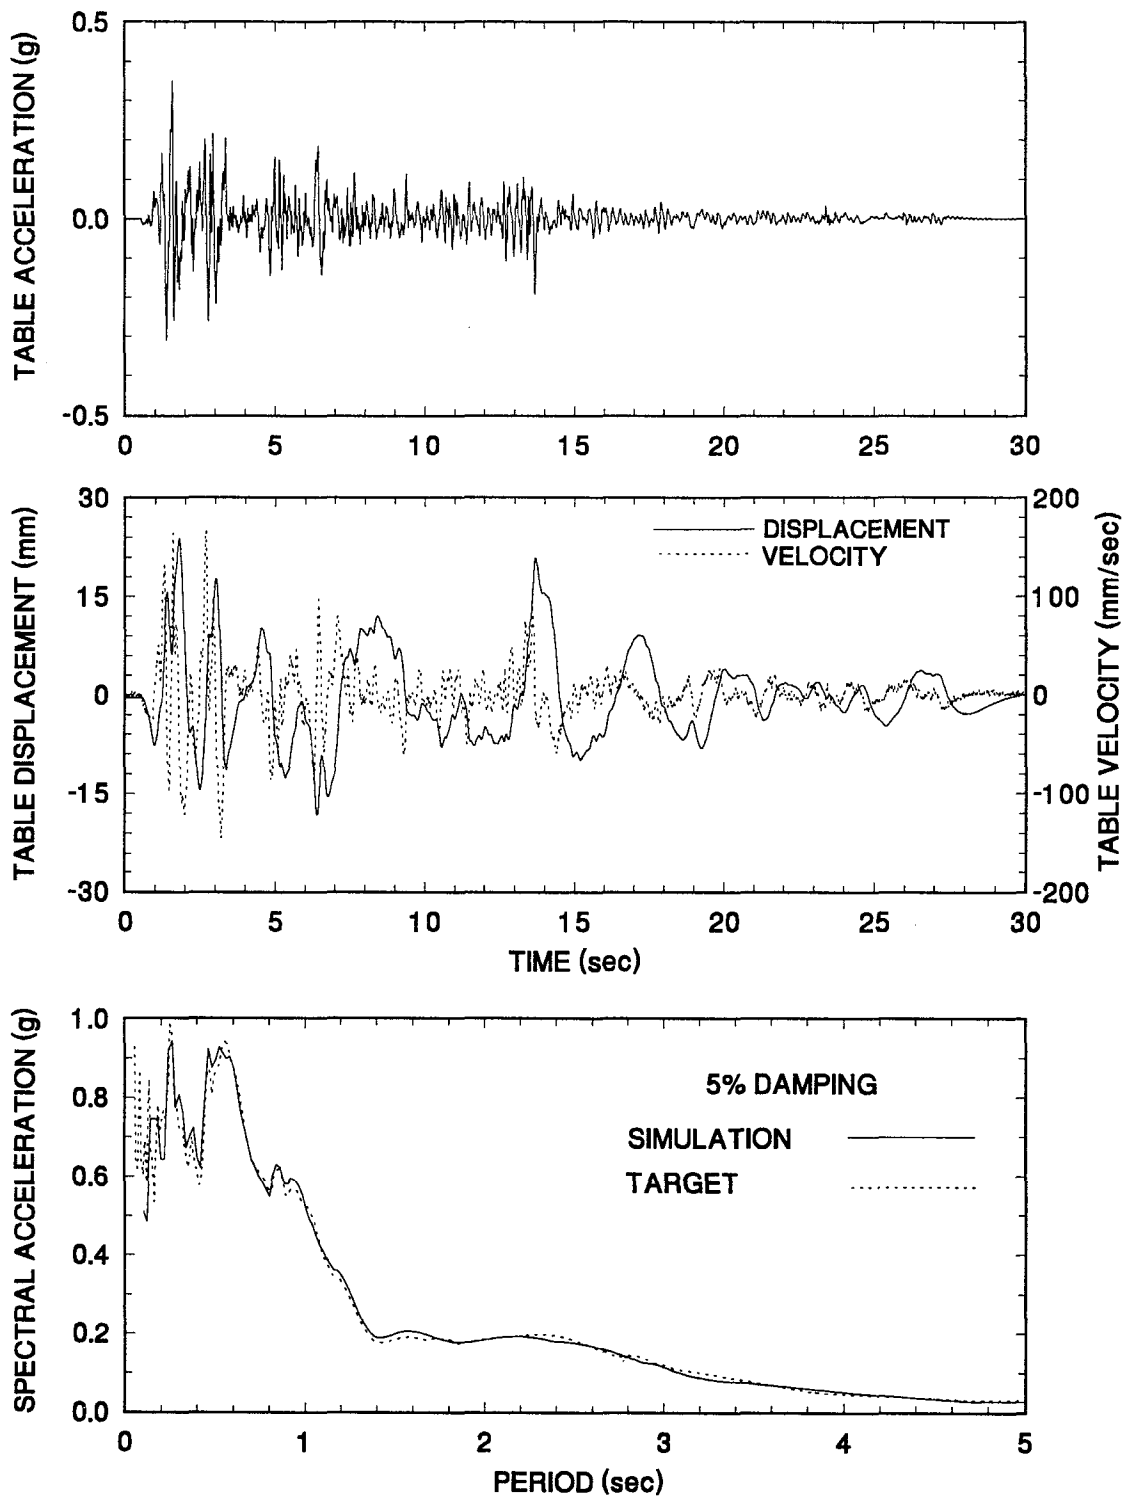 TABLE ACCELERATION (g)
0.5
0.0
-0.5
0 5 10 15 20 25 30
TABLE DISPLACEMENT (mm)
30
15
0
-15
-30
DISPLACEMENT
VELOCITY
200
100
0
-100
-200
TABLE VELOCITY (mm/sec)
0 5 10 15 20 25 30
TIME (sec)
SPECTRAL ACCELERATION (g)
1.0
0.8
0.6
0.4
0.2
0.0
5% DAMPING
SIMULATION
TARGET
0 1 2 3 4 5
PERIOD (sec)